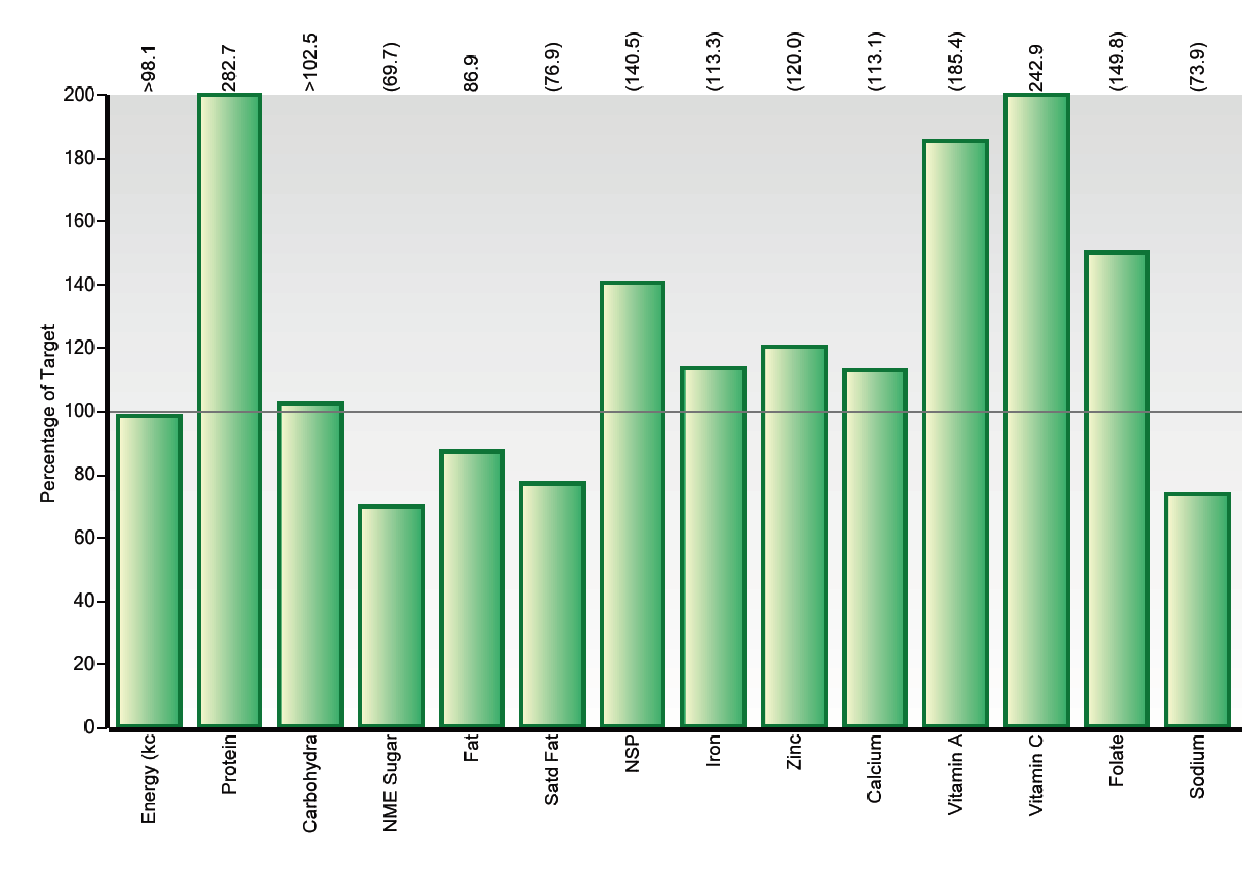 >98.1
282.7
>102.5
(69.7)
86.9
(76.9)
(140.5)
(113.3)
(120.0)
(113.1)
(185.4)
242.9
(149.8)
(73.9)
Percentage of Target
200
180
160
140
120
100
80
60
40
20
0
Energy (kc
Protein
Carbohydra
NME Sugar
Fat
Satd Fat
NSP
Iron
Zinc
Calcium
Vitamin A
Vitamin C
Folate
Sodium